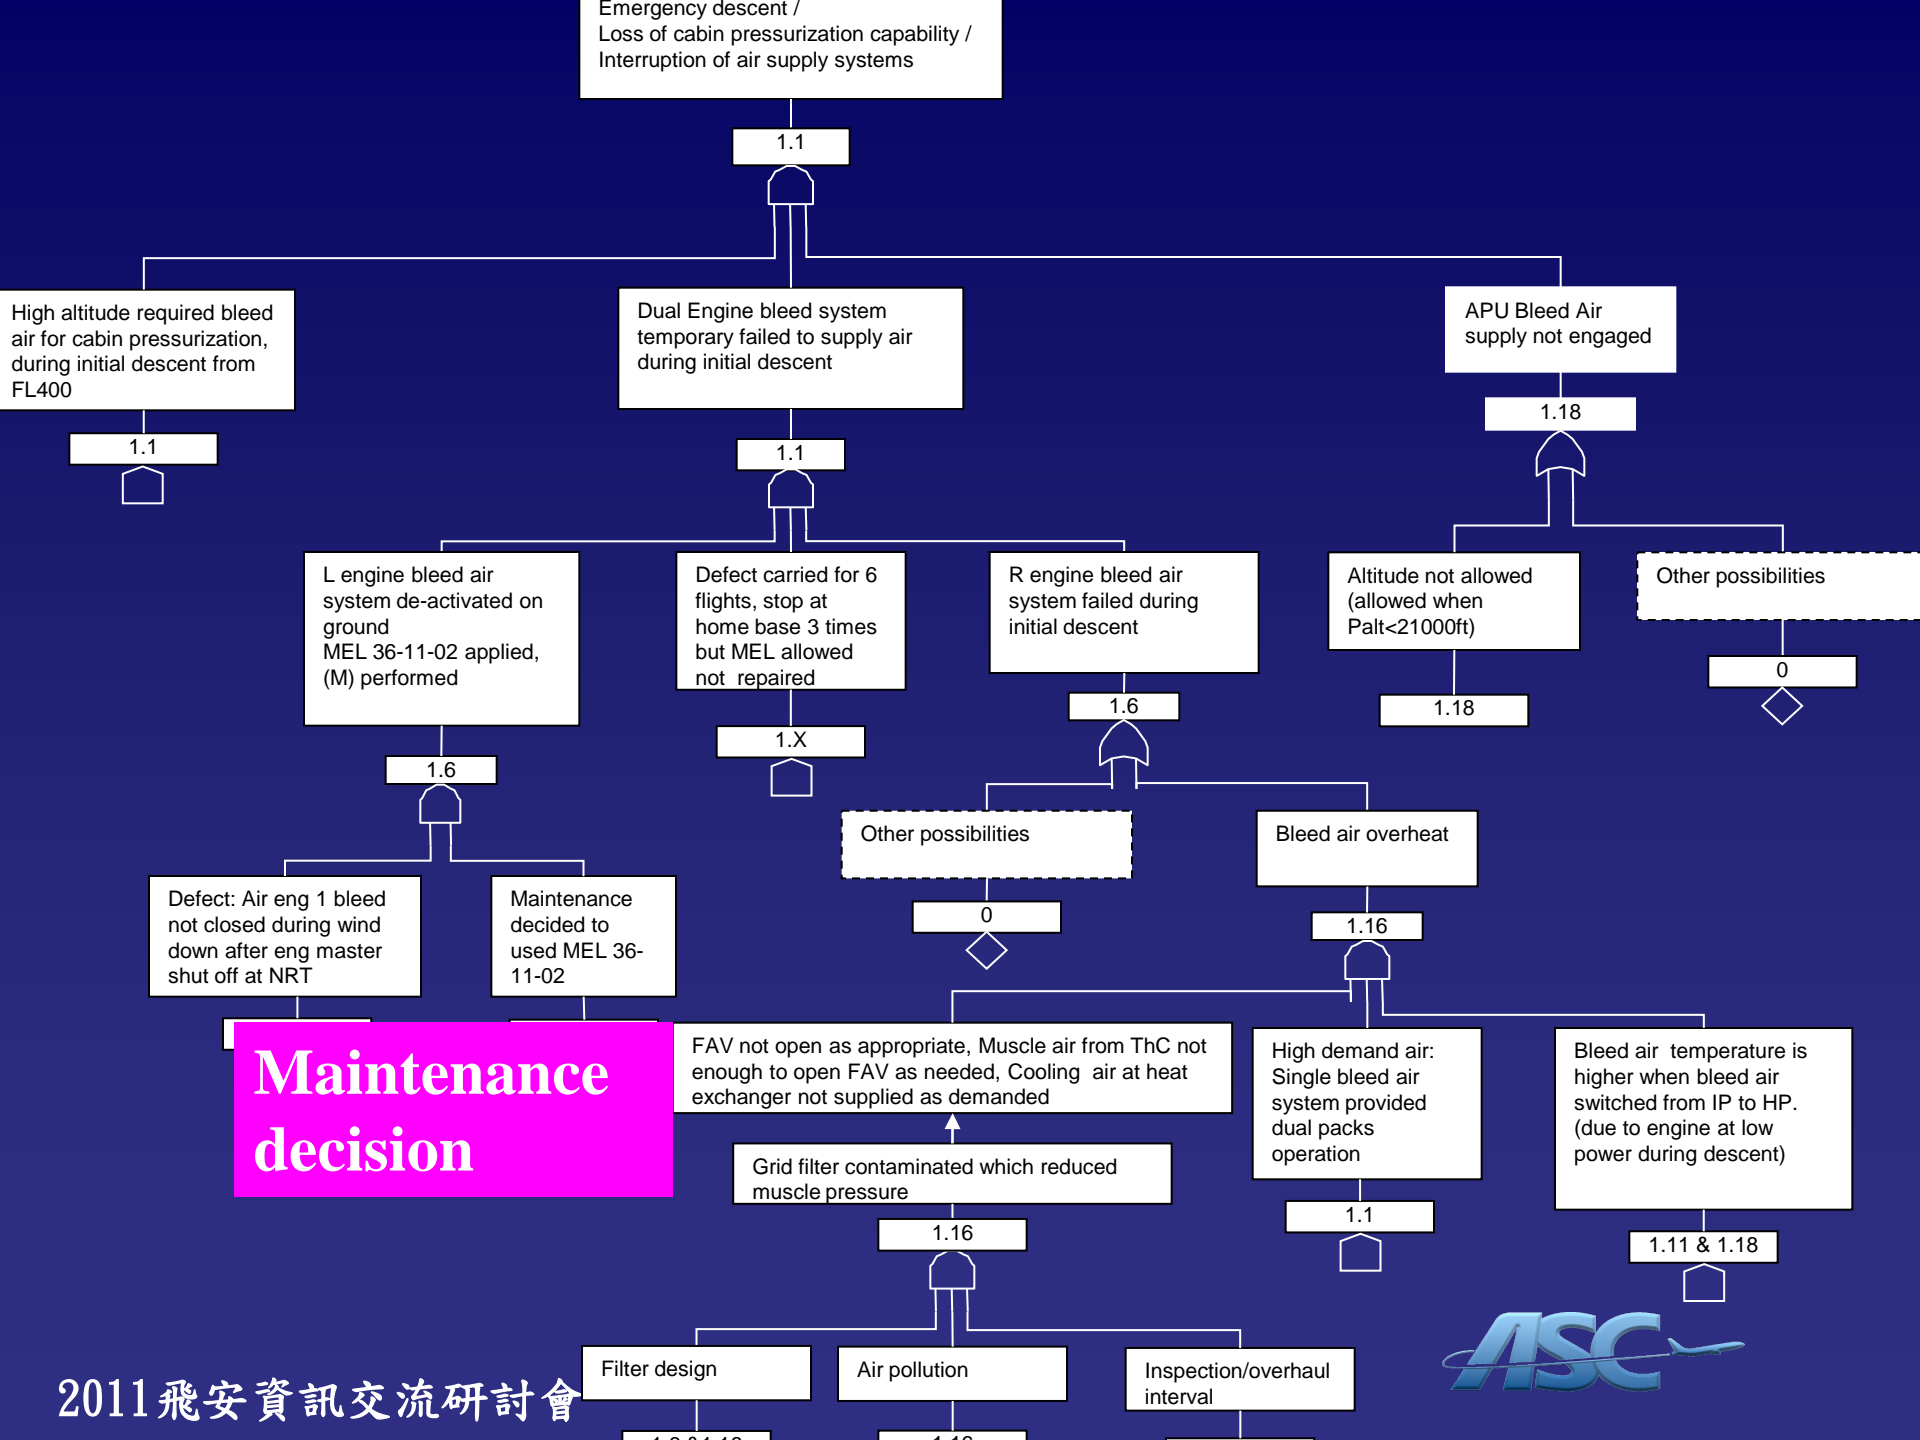 Emergency descent /
Loss of cabin pressurization capability /
Interruption of air supply systems
1.1
High altitude required bleed
air for cabin pressurization,
during initial descent from
FL400
1.1
Dual Engine bleed system
temporary failed to supply air
during initial descent
1.1
APU Bleed Air
supply not engaged
1.18
L engine bleed air
system de-activated on
ground
MEL 36-11-02 applied,
(M) performed
1.6
Defect carried for 6
flights, stop at
home base 3 times
but MEL allowed
not repaired
1.X
R engine bleed air
system failed during
initial descent
1.6
Altitude not allowed
(allowed when
Palt<21000ft)
1.18
Other possibilities
0
Other possibilities
0
Bleed air overheat
1.16
Defect: Air eng 1 bleed
not closed during wind
down after eng master
shut off at NRT
Maintenance
decided to
used MEL 36-
11-02
Maintenance
decision
FAV not open as appropriate, Muscle air from ThC not
enough to open FAV as needed, Cooling air at heat
exchanger not supplied as demanded
Grid filter contaminated which reduced
muscle pressure
1.16
High demand air:
Single bleed air
system provided
dual packs
operation
1.1
Bleed air temperature is
higher when bleed air
switched from IP to HP.
(due to engine at low
power during descent)
1.11 & 1.18
Filter design
Air pollution
1.16
Inspection/overhaul
interval
ASC
2011飛安資訊交流研討會